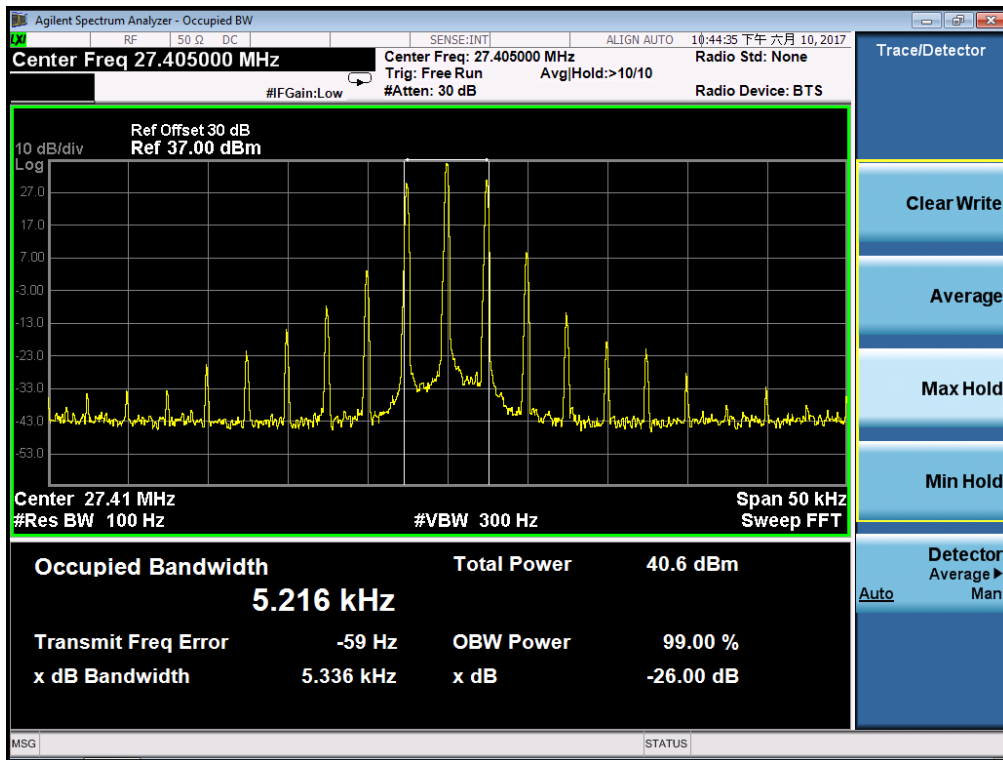 Agilent Spectrum Analyzer - Occupied BW
LXI RF 50 Ω DC SENSE:INT ALIGN AUTO 10:44:35 下午 六月 10, 2017
Center Freq 27.405000 MHz
Center Freq: 27.405000 MHz Radio Std: None
Trig: Free Run Avg|Hold:>10/10
#IFGain:Low #Atten: 30 dB Radio Device: BTS
Ref Offset 30 dB
10 dB/div Ref 37.00 dBm
Log
27.0
17.0
7.00
-3.00
-13.0
-23.0
-33.0
-43.0
-53.0
Center 27.41 MHz Span 50 kHz
#Res BW 100 Hz #VBW 300 Hz Sweep FFT
Occupied Bandwidth Total Power 40.6 dBm
5.216 kHz
Transmit Freq Error -59 Hz OBW Power 99.00 %
x dB Bandwidth 5.336 kHz x dB -26.00 dB
MSG STATUS
Trace/Detector
Clear Write
Average
Max Hold
Min Hold
Detector
Average▶
Auto Man